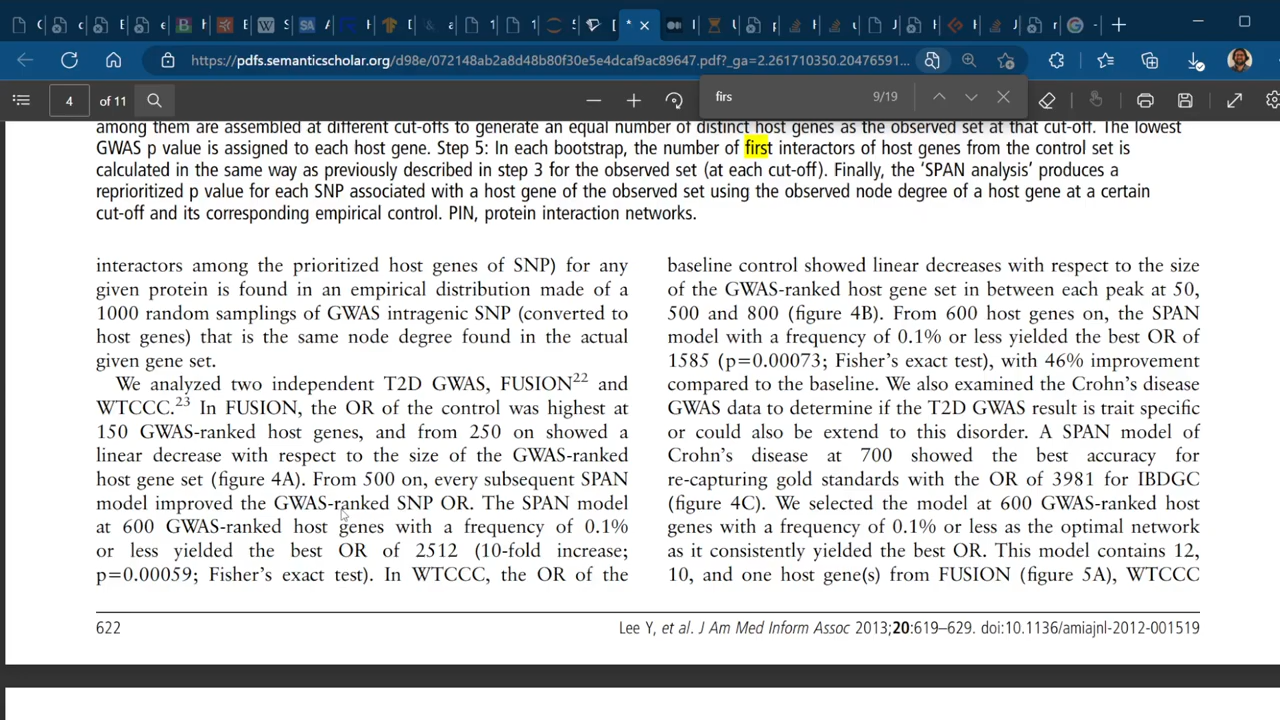 https://pdfs.semanticscholar.org/d98e/072148ab2a8d48b80f30e5e4dcaf9ac89647.pdf?_ga=2.261710350.20476591...
4 of 11
firs 9/19
among them are assembled at different cut-offs to generate an equal number of distinct host genes as the observed set at that cut-off. The lowest
GWAS p value is assigned to each host gene. Step 5: In each bootstrap, the number of first interactors of host genes from the control set is
calculated in the same way as previously described in step 3 for the observed set (at each cut-off). Finally, the ‘SPAN analysis’ produces a
reprioritized p value for each SNP associated with a host gene of the observed set using the observed node degree of a host gene at a certain
cut-off and its corresponding empirical control. PIN, protein interaction networks.
interactors among the prioritized host genes of SNP) for any
given protein is found in an empirical distribution made of a
1000 random samplings of GWAS intragenic SNP (converted to
host genes) that is the same node degree found in the actual
given gene set.
We analyzed two independent T2D GWAS, FUSION22 and
WTCCC.23 In FUSION, the OR of the control was highest at
150 GWAS-ranked host genes, and from 250 on showed a
linear decrease with respect to the size of the GWAS-ranked
host gene set (figure 4A). From 500 on, every subsequent SPAN
model improved the GWAS-ranked SNP OR. The SPAN model
at 600 GWAS-ranked host genes with a frequency of 0.1%
or less yielded the best OR of 2512 (10-fold increase;
p=0.00059; Fisher’s exact test). In WTCCC, the OR of the
baseline control showed linear decreases with respect to the size
of the GWAS-ranked host gene set in between each peak at 50,
500 and 800 (figure 4B). From 600 host genes on, the SPAN
model with a frequency of 0.1% or less yielded the best OR of
1585 (p=0.00073; Fisher’s exact test), with 46% improvement
compared to the baseline. We also examined the Crohn’s disease
GWAS data to determine if the T2D GWAS result is trait specific
or could also be extend to this disorder. A SPAN model of
Crohn’s disease at 700 showed the best accuracy for
re-capturing gold standards with the OR of 3981 for IBDGC
(figure 4C). We selected the model at 600 GWAS-ranked host
genes with a frequency of 0.1% or less as the optimal network
as it consistently yielded the best OR. This model contains 12,
10, and one host gene(s) from FUSION (figure 5A), WTCCC
622
Lee Y, et al. J Am Med Inform Assoc 2013;20:619–629. doi:10.1136/amiajnl-2012-001519